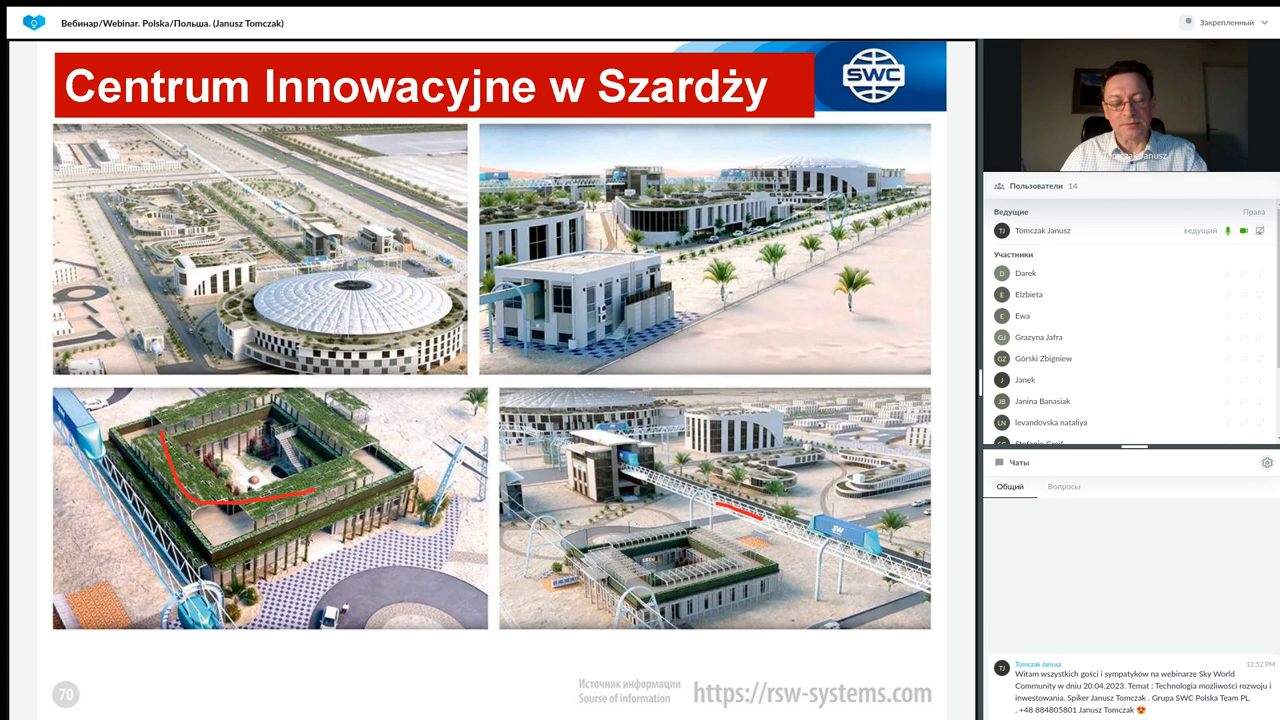 Вебинар/Webinar. Polska/Польша. (Janusz Tomczak)
Закрепленный
Centrum Innowacyjne w Szardży
SWC
Tomczak Janusz
Пользователи 14
Ведущие Права
TJ Tomczak Janusz ведущий
Участники
D Darek
E Elzbieta
E Ewa
GJ Grazyna Jafra
GZ Górski Zbigniew
J Janek
JB Janina Banasiak
LN levandovska nataliya
Чаты
Общий Вопросы
TJ Tomczak Janusz 12:52 PM
Witam wszystkich gości i sympatyków na webinarze Sky World
Community w dniu 20.04.2023. Temat : Technologia możliwości rozwoju i
inwestowania. Spiker Janusz Tomczak . Grupa SWC Polska Team PL
. +48 884805801 Janusz Tomczak 😍
70
Источник информации
Sourse of information
https://rsw-systems.com